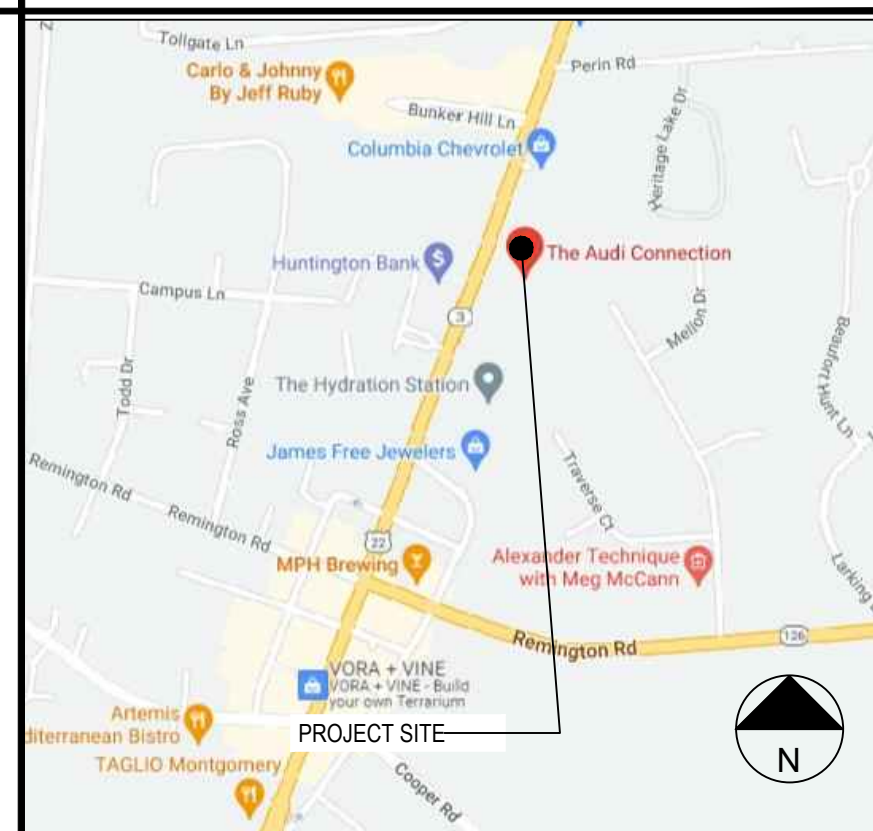 Tollgate Ln
Carlo & Johnny
By Jeff Ruby
Perin Rd
Bunker Hill Ln
Heritage Lake Dr
Columbia Chevrolet
The Audi Connection
Huntington Bank
$
Campus Ln
3
Mellon Dr
Beaufort Hunt Ln
Todd Dr
Ross Ave
The Hydration Station
James Free Jewelers
Remington Rd
Remington Rd
Traverse Ct
22
MPH Brewing
Alexander Technique
with Meg McCann
Larking
Remington Rd
126
VORA + VINE
VORA + VINE - Build
your own Terrarium
Artemis
diterranean Bistro
PROJECT SITE
TAGLIO Montgomery
Cooper Rd
N